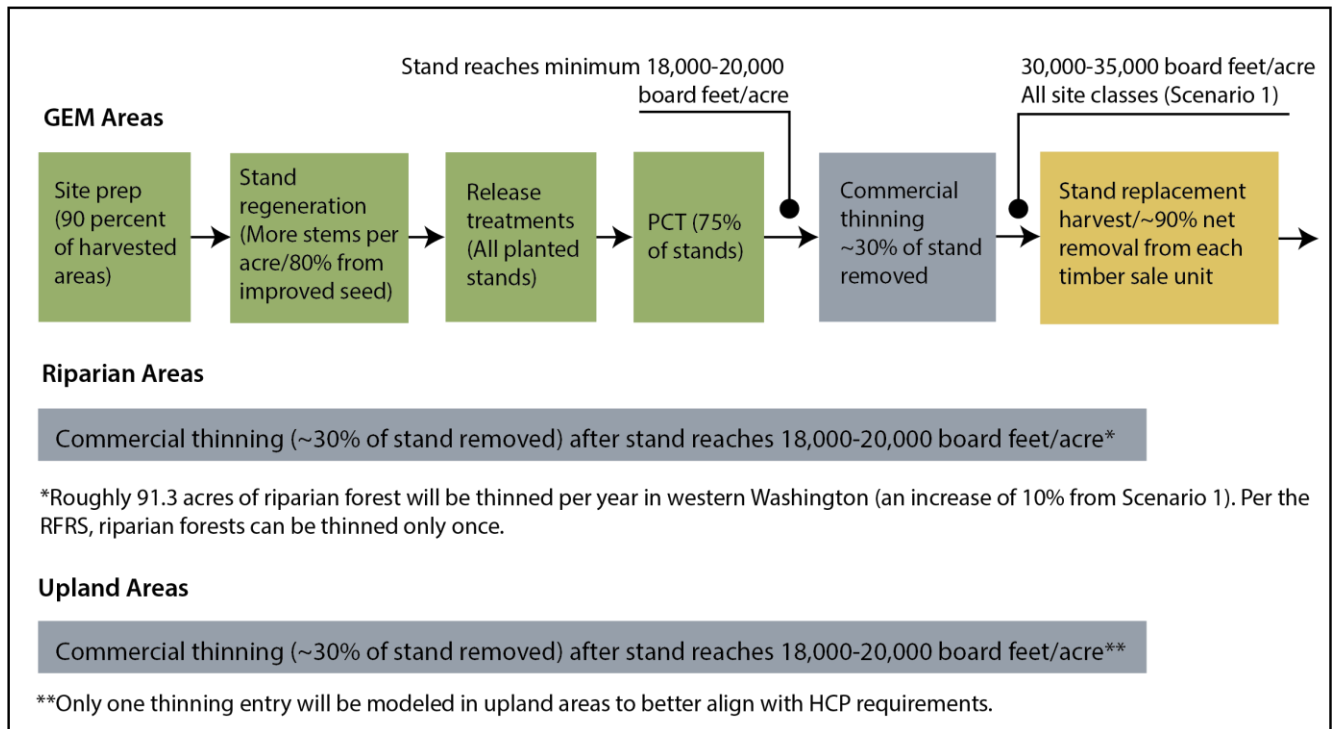 Stand reaches minimum 18,000-20,000
board feet/acre
30,000-35,000 board feet/acre
All site classes (Scenario 1)
GEM Areas
Site prep
(90 percent
of harvested
areas)
Stand
regeneration
(More stems per
acre/80% from
improved seed)
Release
treatments
(All planted
stands)
PCT (75%
of stands)
Commercial
thinning
~30% of stand
removed
Stand replacement
harvest/~90% net
removal from each
timber sale unit
Riparian Areas
Commercial thinning (~30% of stand removed) after stand reaches 18,000-20,000 board feet/acre*
*Roughly 91.3 acres of riparian forest will be thinned per year in western Washington (an increase of 10% from Scenario 1). Per the
RFRS, riparian forests can be thinned only once.
Upland Areas
Commercial thinning (~30% of stand removed) after stand reaches 18,000-20,000 board feet/acre**
**Only one thinning entry will be modeled in upland areas to better align with HCP requirements.